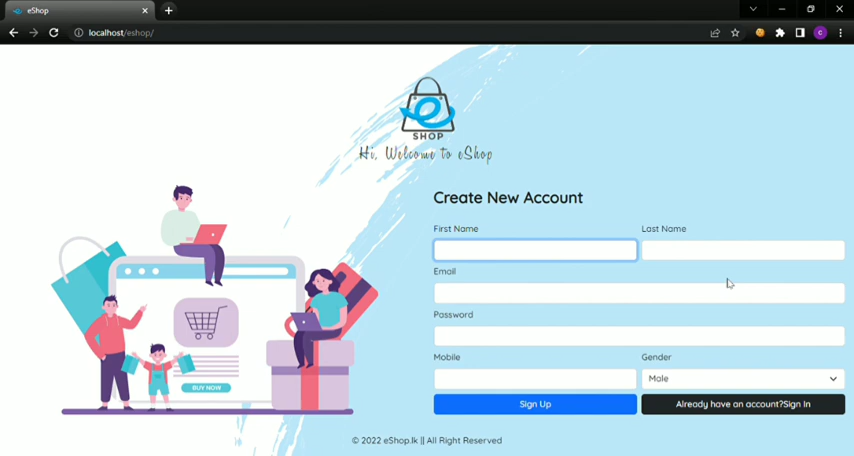 eShop
localhost/eshop/
C
e
SHOP
Hi, Welcome to eShop
Create New Account
First Name
Last Name
Email
Password
Mobile
Gender
Male
Sign Up
Already have an account?Sign In
BUY NOW
© 2022 eShop.lk || All Right Reserved